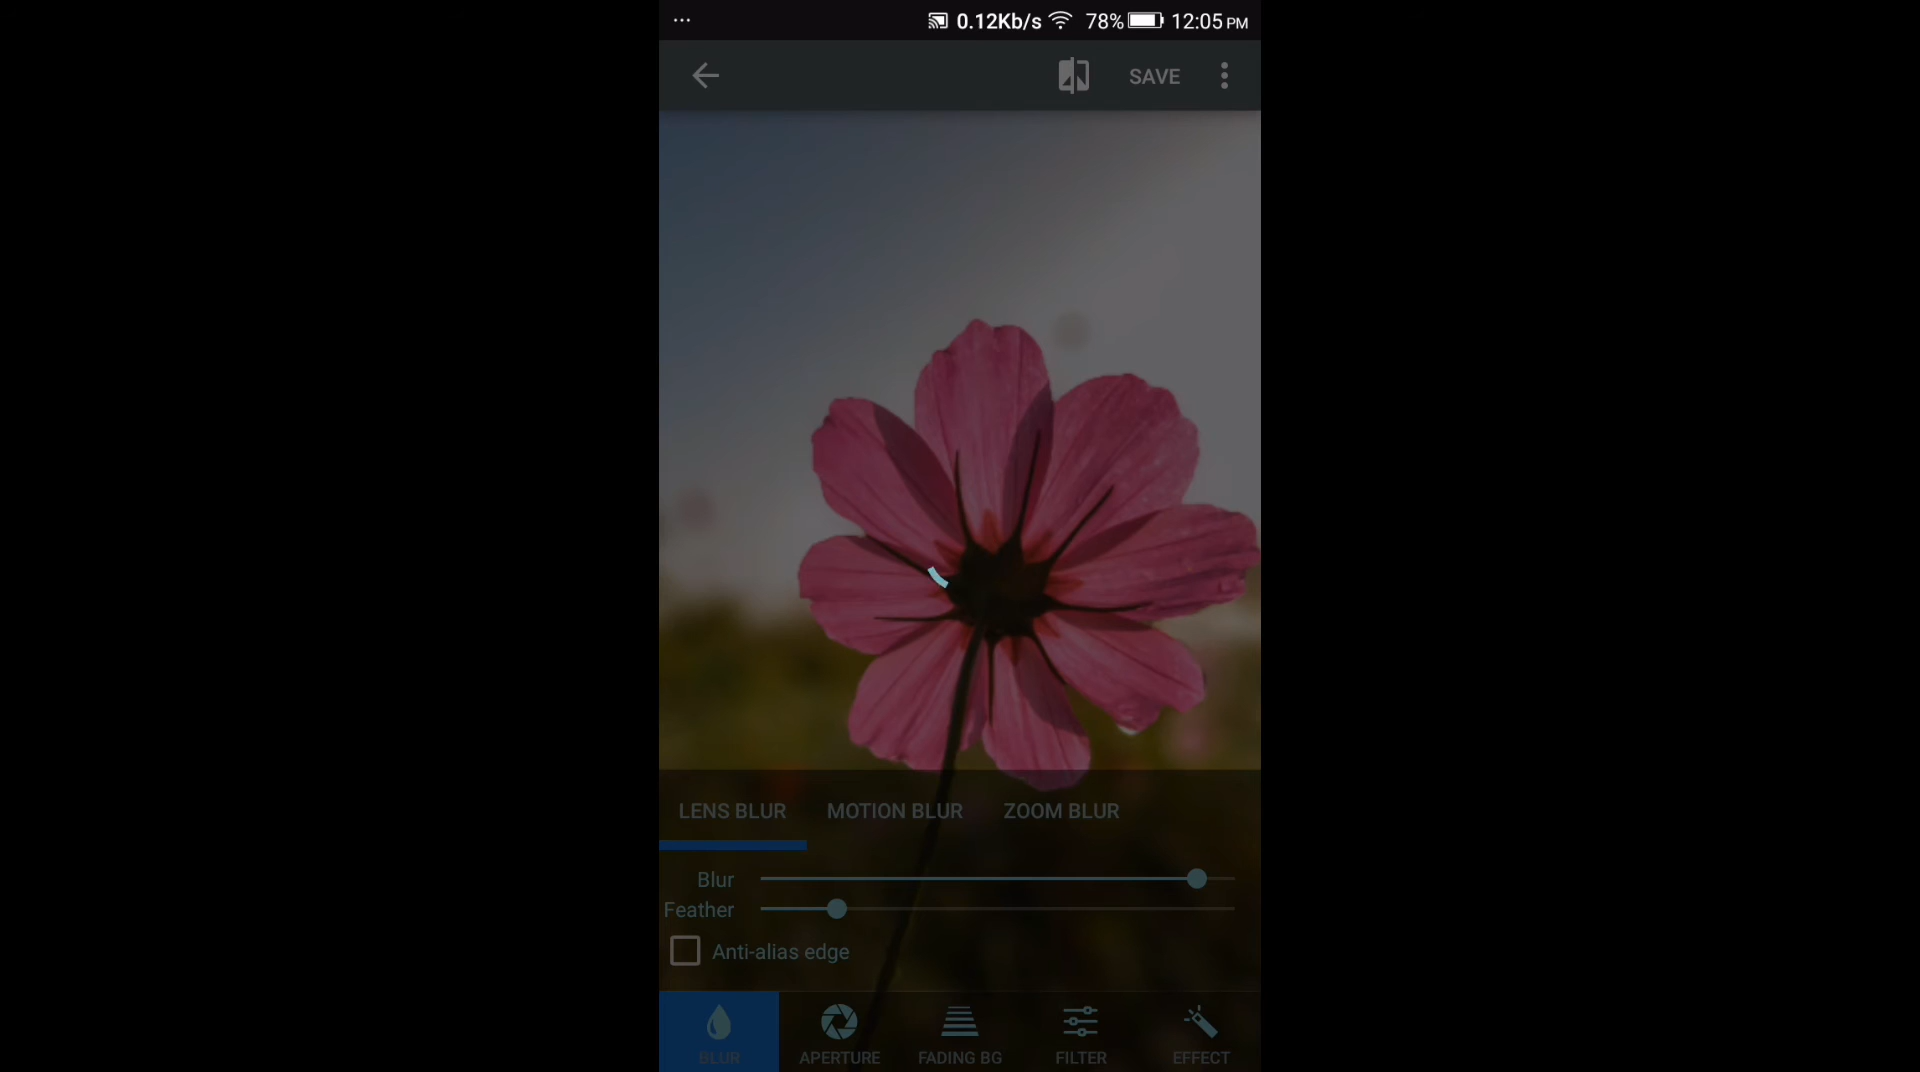 ... 0.12Kb/s 78% 12:05 PM
SAVE
LENS BLUR MOTION BLUR ZOOM BLUR
Blur
Feather
Anti-alias edge
BLUR APERTURE FADING BG FILTER EFFECT